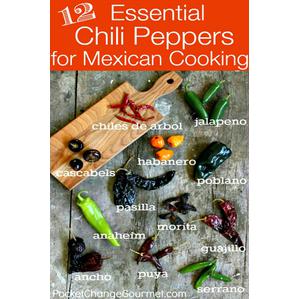 12 Essential
Chili Peppers
for Mexican Cooking
chiles de arbol
jalapeno
habanero
cascabels
poblano
pasilla
anaheim
morita
guajillo
ancho
puya
serrano
PocketChangeGourmet.com